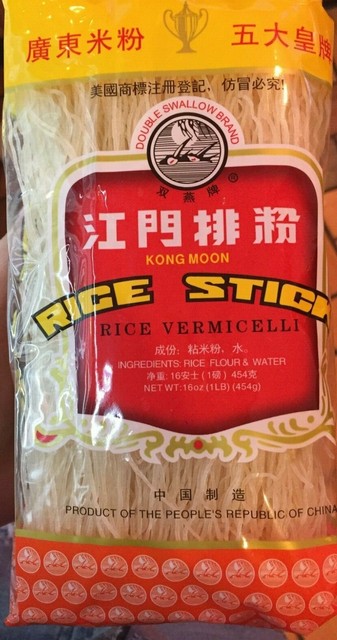 廣東米粉 五大皇牌
美國商標注冊登記，仿冒必究！
DOUBLE SWALLOW BRAND
双燕牌 ®
江門排粉
KONG MOON
RICE STICK
RICE VERMICELLI
成份：粘米粉、水。
INGREDIENTS: RICE FLOUR & WATER
净重：16安士（1磅）454克
NET WT:16oz (1LB) (454g)
中国制造
PRODUCT OF THE PEOPLE'S REPUBLIC OF CHINA